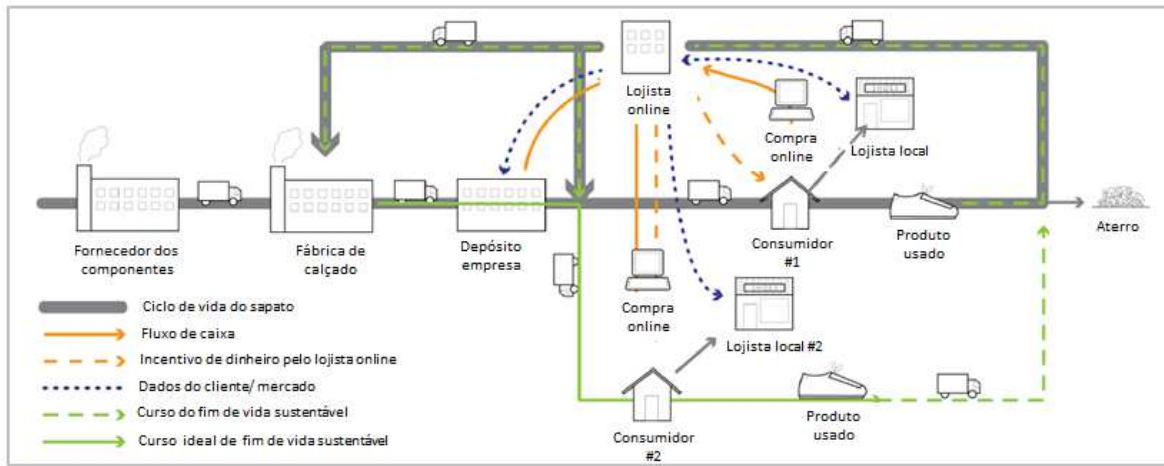 Lojista
online
Compra
online
Lojista local
Fornecedor dos
componentes
Fábrica de
calçado
Depósito
empresa
Consumidor
#1
Produto
usado
Aterro
Compra
online
Lojista local #2
Consumidor
#2
Produto
usado
Ciclo de vida do sapato
Fluxo de caixa
Incentivo de dinheiro pelo lojista online
Dados do cliente/ mercado
Curso do fim de vida sustentável
Curso ideal de fim de vida sustentável